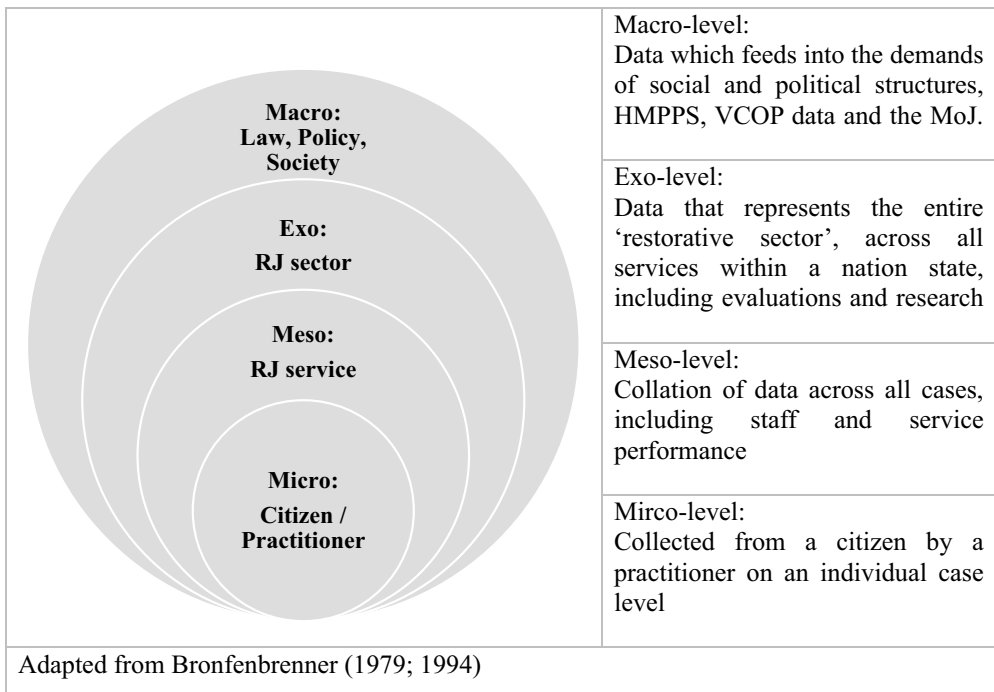 Macro:
Law, Policy,
Society
Exo:
RJ sector
Meso:
RJ service
Micro:
Citizen /
Practitioner
Macro-level:
Data which feeds into the demands
of social and political structures,
HMPPS, VCOP data and the MoJ.
Exo-level:
Data that represents the entire
‘restorative sector’, across all
services within a nation state,
including evaluations and research
Meso-level:
Collation of data across all cases,
including staff and service
performance
Mirco-level:
Collected from a citizen by a
practitioner on an individual case
level
Adapted from Bronfenbrenner (1979; 1994)